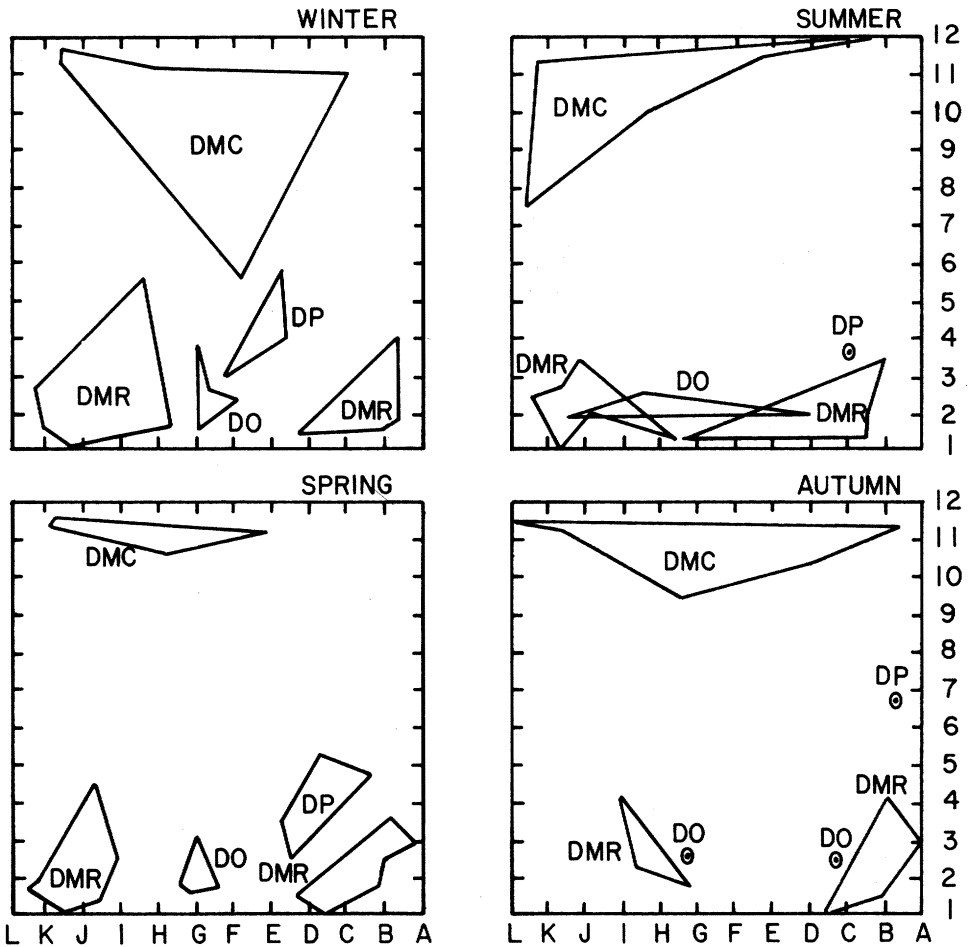 WINTER
SUMMER
12
11
10
9
8
7
6
5
4
3
2
1
DMC
DMR
DO
DP
DMR
DMC
DMR
DO
DP
DMR
SPRING
AUTUMN
12
11
10
9
8
7
6
5
4
3
2
1
DMC
DMR
DO
DMR
DP
DMC
DMR
DO
DO
DMR
DP
L K J I H G F E D C B A
L K J I H G F E D C B A